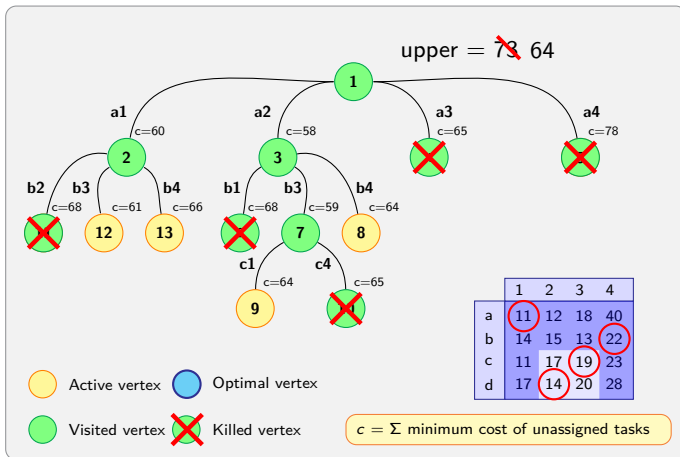 upper = 73 64
1
a1 a2 a3 a4
c=60 c=58 c=65 c=78
2 3
b2 b3 b4 b1 b3 b4
c=68 c=61 c=66 c=68 c=59 c=64
12 13 7 8
c1 c4
c=64 c=65
9
1 2 3 4
a 11 12 18 40
b 14 15 13 22
c 11 17 19 23
d 17 14 20 28
Active vertex Optimal vertex
Visited vertex Killed vertex
c = Σ minimum cost of unassigned tasks